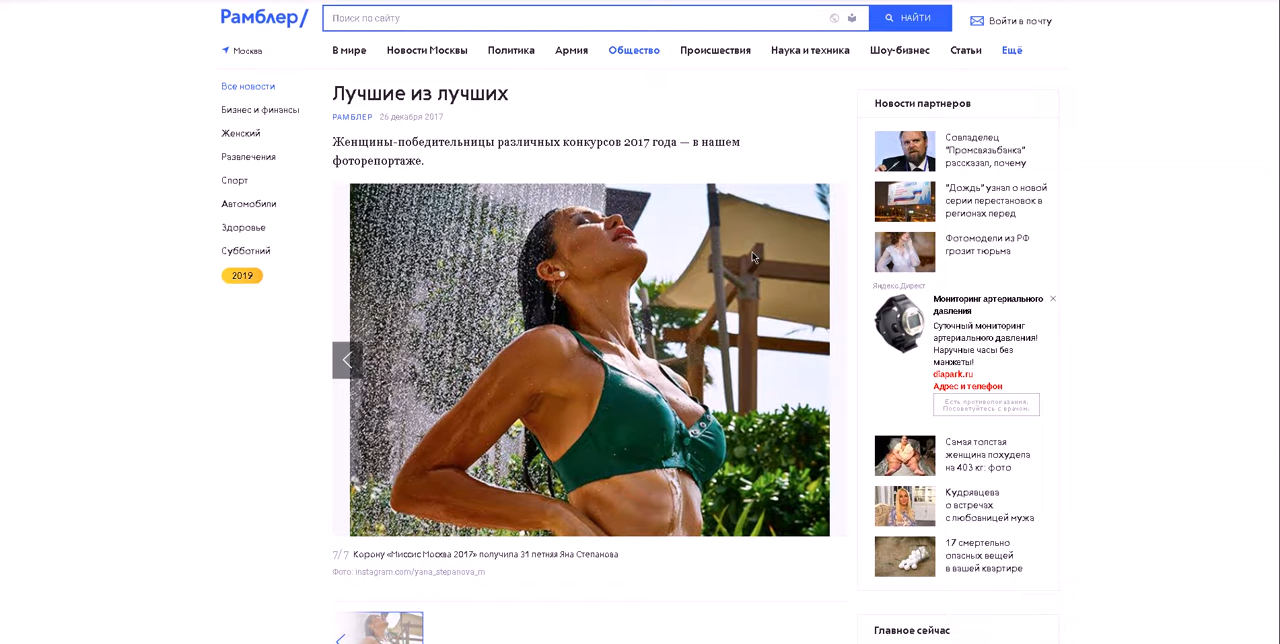 Рамблер/
Поиск по сайту
НАЙТИ
Войти в почту
Москва
В мире
Новости Москвы
Политика
Армия
Общество
Происшествия
Наука и техника
Шоу-бизнес
Статьи
Ещё
Все новости
Бизнес и финансы
Женский
Развлечения
Спорт
Автомобили
Здоровье
Субботний
2019
Лучшие из лучших
РАМБЛЕР 26 декабря 2017
Женщины-победительницы различных конкурсов 2017 года — в нашем
фоторепортаже.
7/7 Корону «Миссис Москва 2017» получила 31 летняя Яна Степанова
Фото: instagram.com/yana_stepanova_m
Новости партнеров
Совладелец
"Промсвязьбанка"
рассказал, почему
"Дождь" узнал о новой
серии перестановок в
регионах перед
Фотомодели из РФ
грозит тюрьма
Яндекс.Директ
Мониторинг артериального
давления
Суточный мониторинг
артериального давления!
Наручные часы без
манжеты!
diapark.ru
Адрес и телефон
Есть противопоказания.
Посоветуйтесь с врачом.
Самая толстая
женщина похудела
на 403 кг: фото
Кудрявцева
о встречах
с любовницей мужа
17 смертельно
опасных вещей
в вашей квартире
Главное сейчас